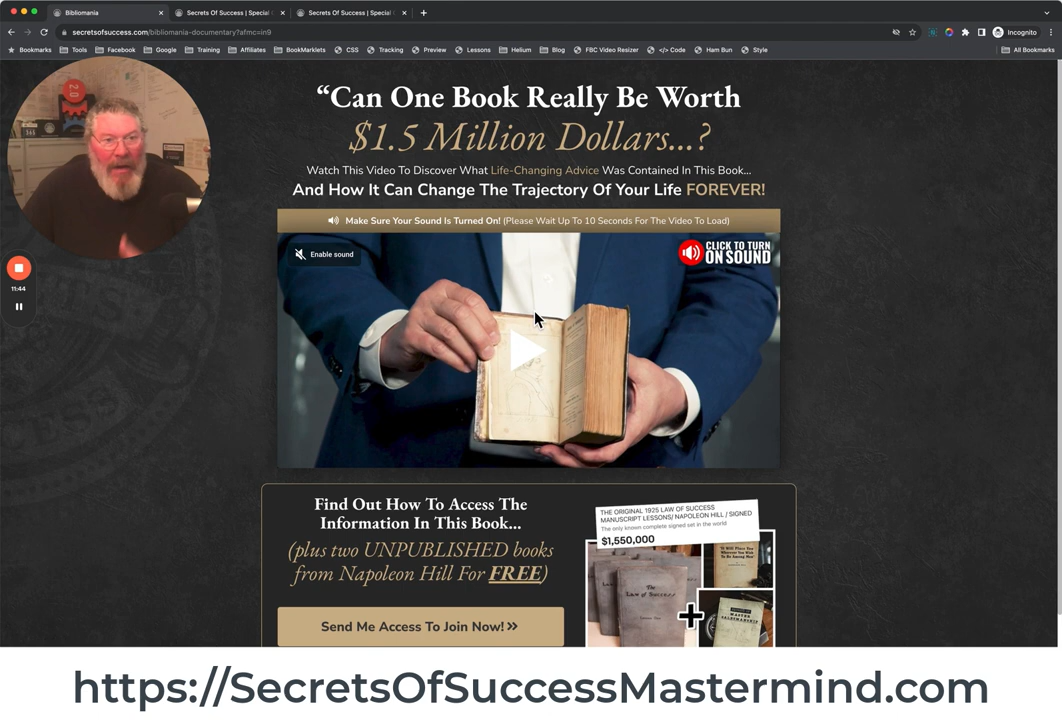 Bibliomania
Secrets Of Success | Special
Secrets Of Success | Special
secretsofsuccess.com/bibliomania-documentary?afmc=in9
Incognito
Bookmarks
Tools
Facebook
Google
Training
Affiliates
BookMarklets
CSS
Tracking
Preview
Lessons
Helium
Blog
FBC Video Resizer
</> Code
Ham Bun
Style
All Bookmarks
2.0
345
11:44
“Can One Book Really Be Worth
$1.5 Million Dollars...?
Watch This Video To Discover What Life-Changing Advice Was Contained In This Book...
And How It Can Change The Trajectory Of Your Life FOREVER!
Make Sure Your Sound Is Turned On! (Please Wait Up To 10 Seconds For The Video To Load)
Enable sound
CLICK TO TURN
ON SOUND
Find Out How To Access The
Information In This Book...
(plus two UNPUBLISHED books
from Napoleon Hill For FREE)
Send Me Access To Join Now! >>
THE ORIGINAL 1925 LAW OF SUCCESS
MANUSCRIPT LESSONS/ NAPOLEON HILL / SIGNED
The only known complete signed set in the world
$1,550,000
The
Law of Success
+
https://SecretsOfSuccessMastermind.com